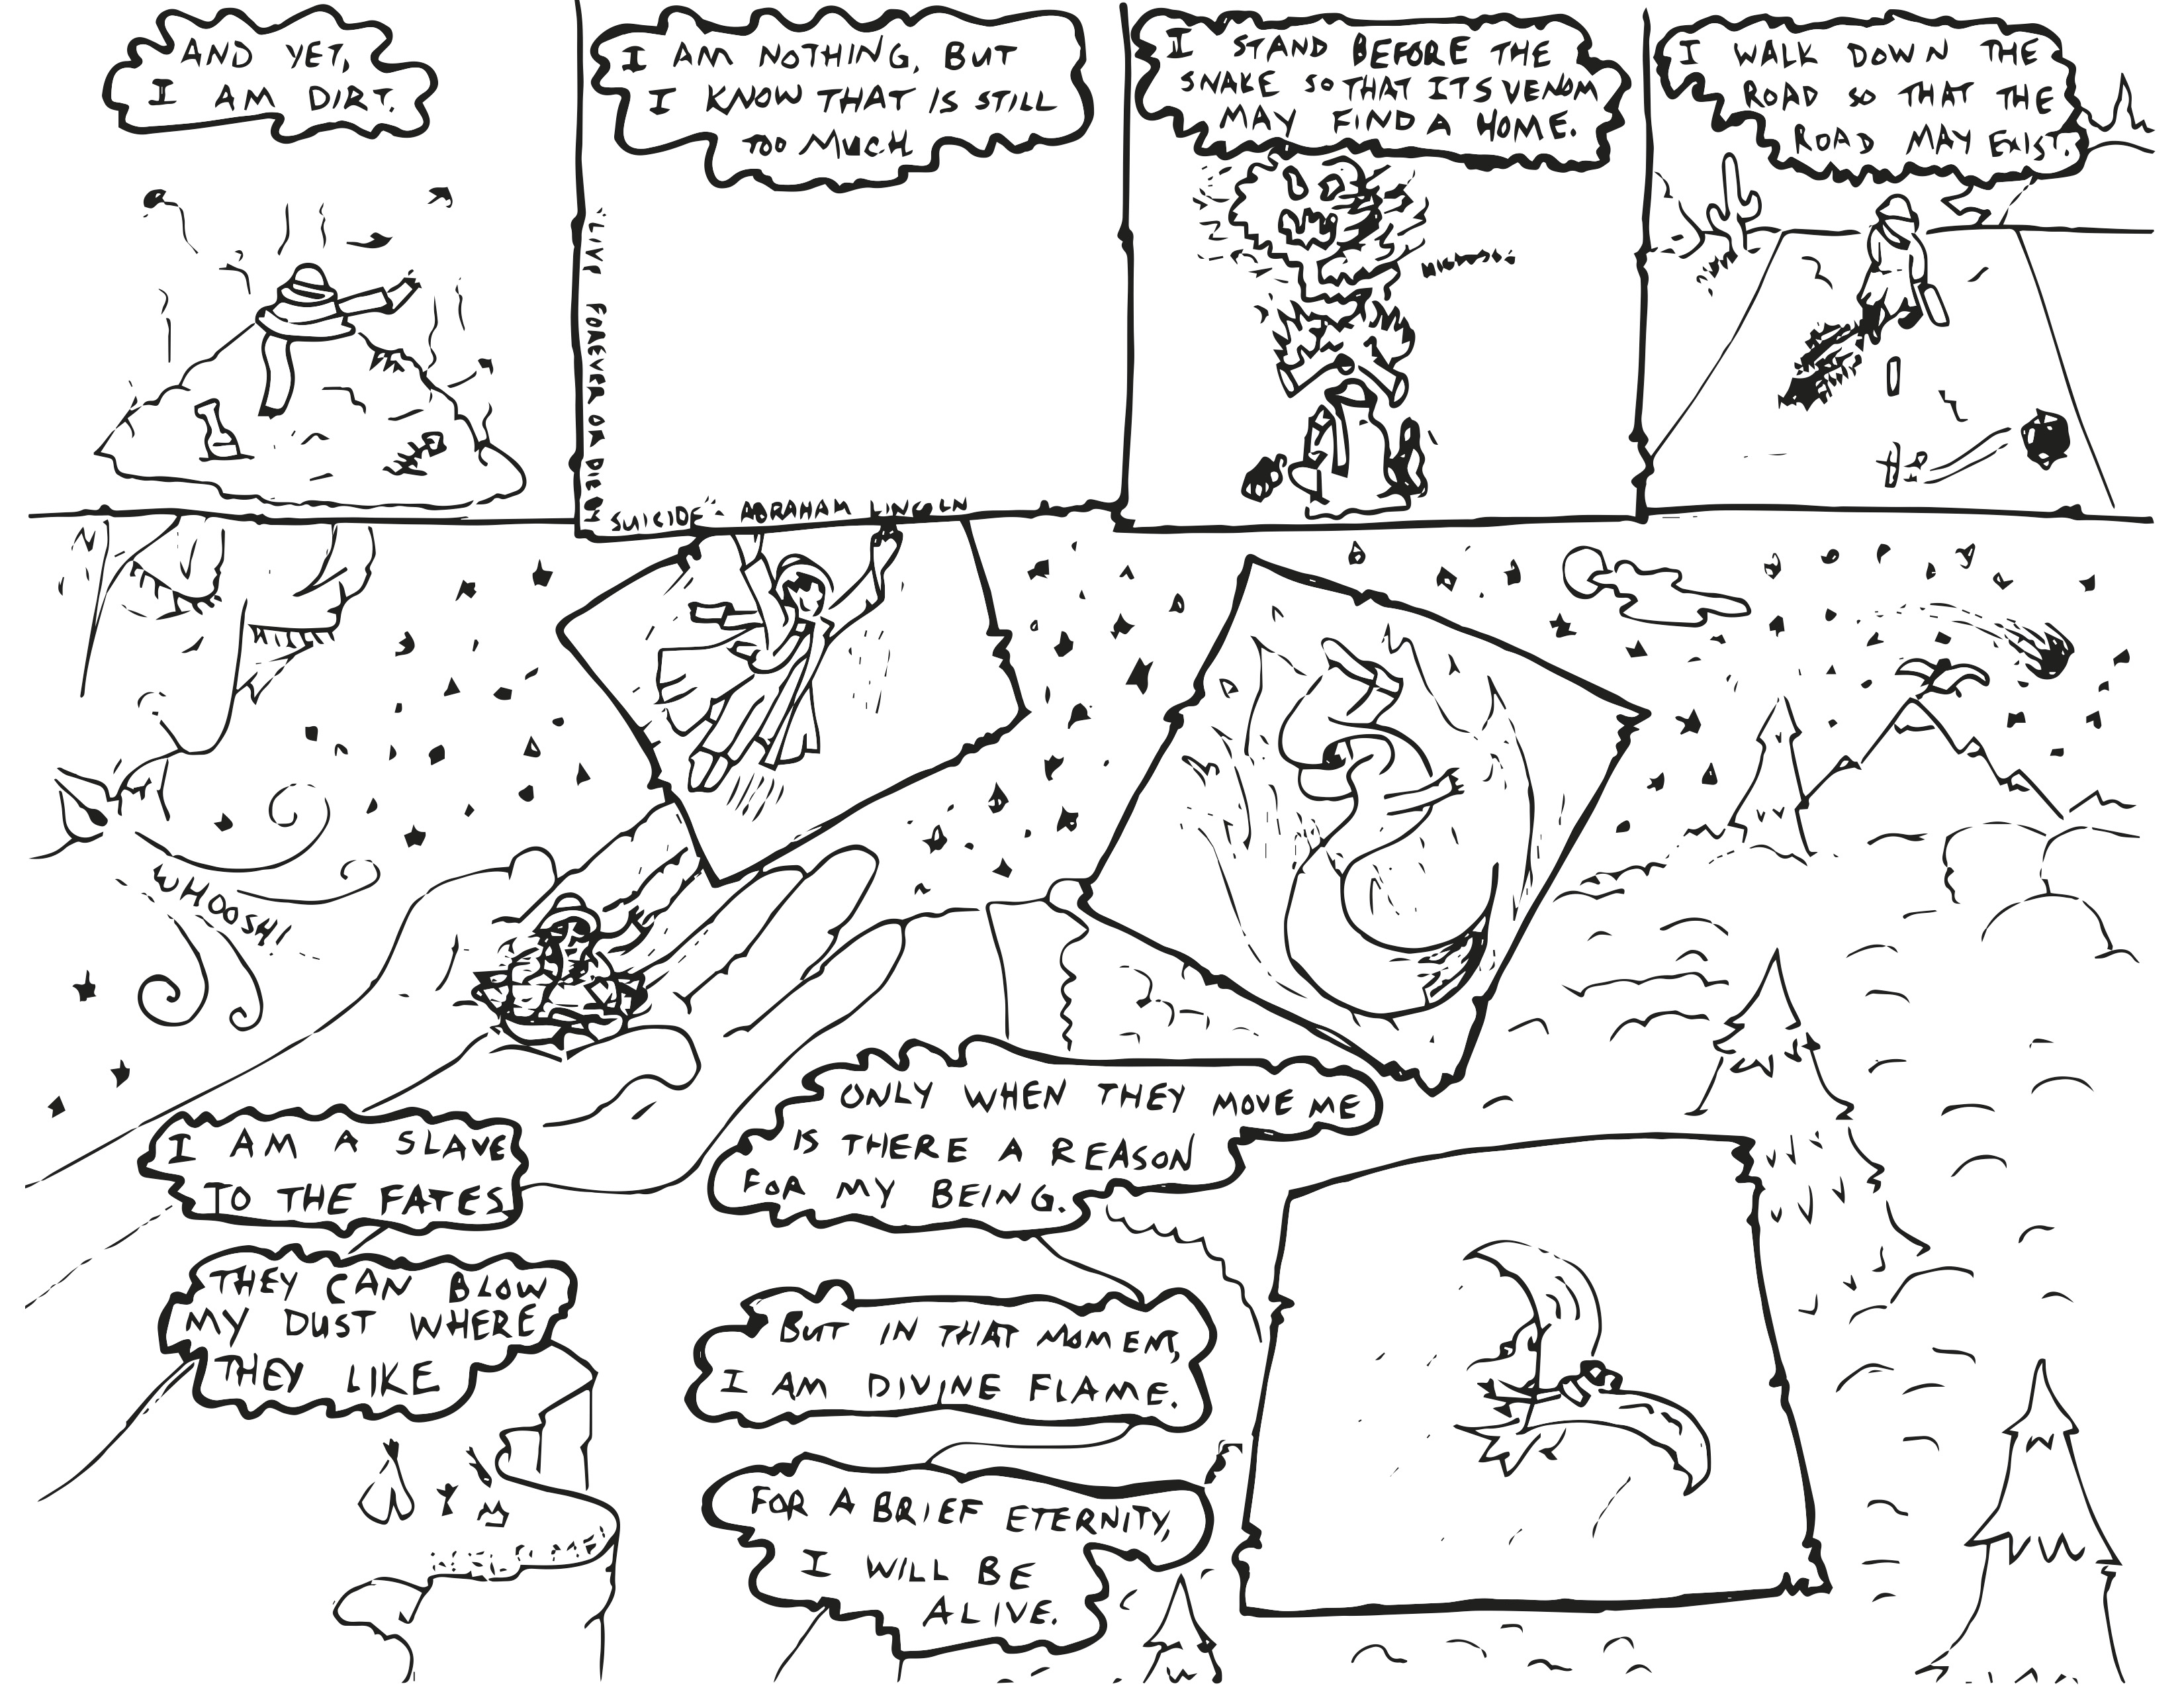 AND YET,
I AM DIRT.
I AM NOTHING, BUT
I KNOW THAT IS STILL
TOO MUCH
LIVE FOREVER OR DIE BY
SUICIDE - ABRAHAM LINCOLN
I STAND BEFORE THE
SNAKE SO THAT ITS VENOM
MAY FIND A HOME.
I WALK DOWN THE
ROAD SO THAT THE
ROAD MAY EXIST.
WHOOSH!
I AM A SLAVE
TO THE FATES
THEY CAN BLOW
MY DUST WHERE
THEY LIKE
ONLY WHEN THEY MOVE ME
IS THERE A REASON
FOR MY BEING.
BUT IN THAT MOMENT,
I AM DIVINE FLAME.
FOR A BRIEF ETERNITY,
I WILL BE
ALIVE.